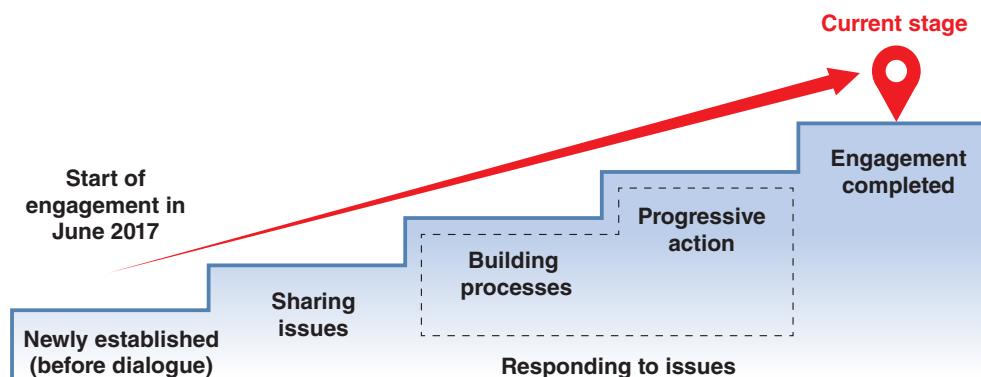 Current stage
Start of
engagement in
June 2017
Engagement
completed
Progressive
action
Building
processes
Sharing
issues
Newly established
(before dialogue)
Responding to issues